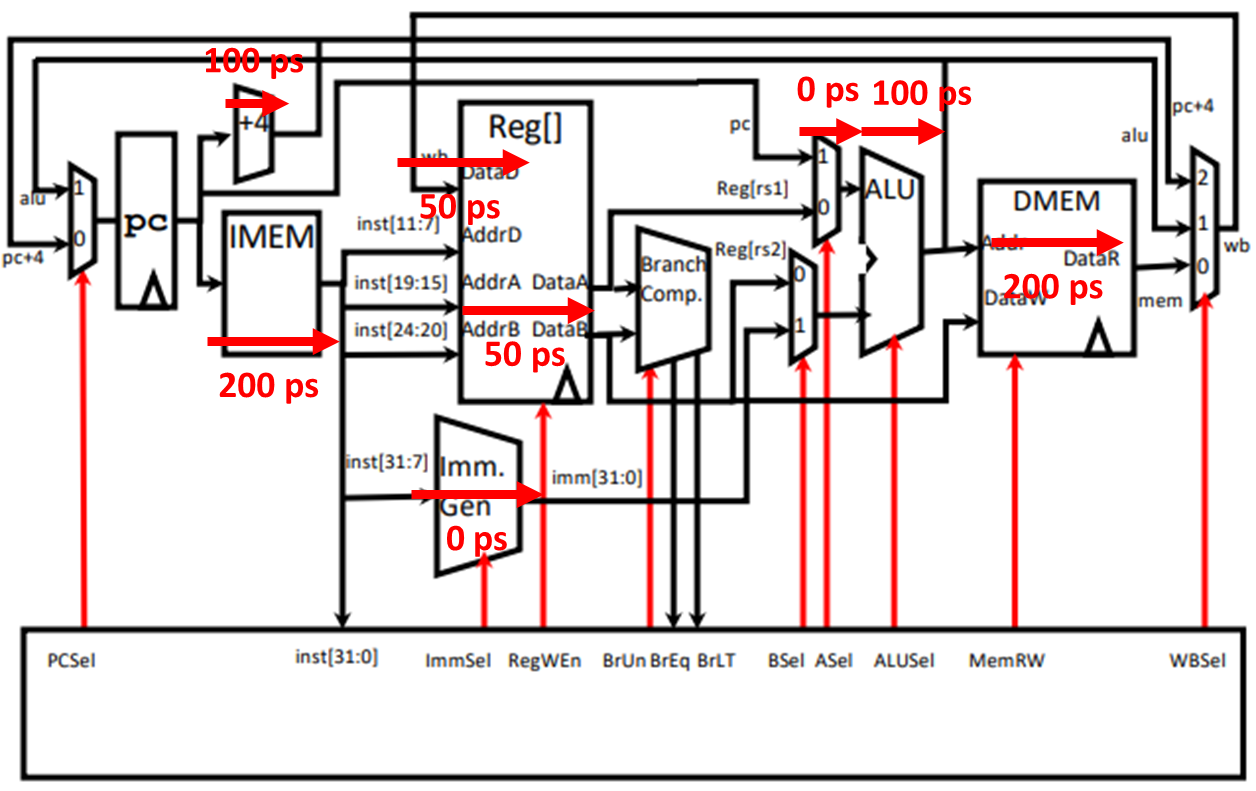 100 ps
0 ps
100 ps
+4
Reg[]
pc
pc+4
alu
wb
DataD
Reg[rs1]
1
0
ALU
DMEM
2
1
0
wb
alu
1
0
pc+4
pc
IMEM
inst[11:7]
50 ps
AddrD
Branch
Comp.
Reg[rs2]
0
1
Addr
DataR
200 ps
DataW
mem
inst[19:15]
AddrA
DataA
inst[24:20]
AddrB
DataB
50 ps
200 ps
inst[31:7]
Imm.
Gen
0 ps
imm[31:0]
PCSel
inst[31:0]
ImmSel
RegWEn
BrUn
BrEq
BrLT
BSel
ASel
ALUSel
MemRW
WBSel